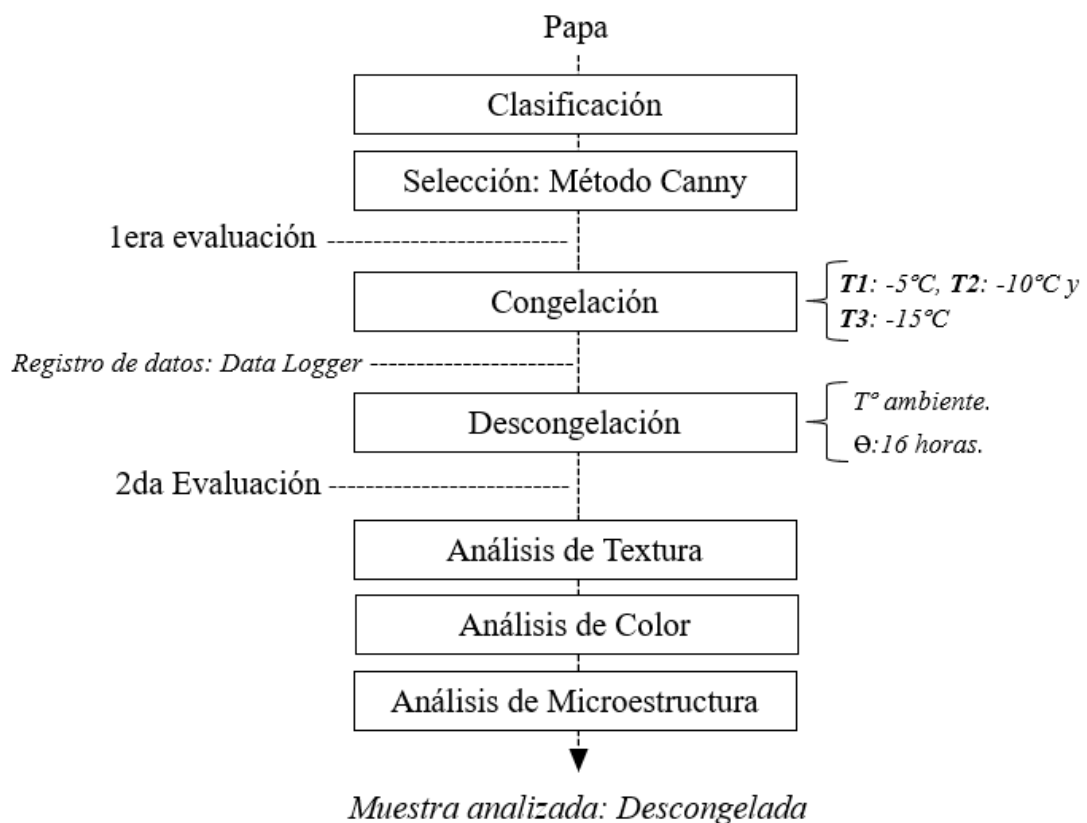 Papa
Clasificación
Selección: Método Canny
1era evaluación
Congelación
T1: -5°C, T2: -10°C y
T3: -15°C
Registro de datos: Data Logger
Descongelación
T° ambiente.
Ө:16 horas.
2da Evaluación
Análisis de Textura
Análisis de Color
Análisis de Microestructura
Muestra analizada: Descongelada